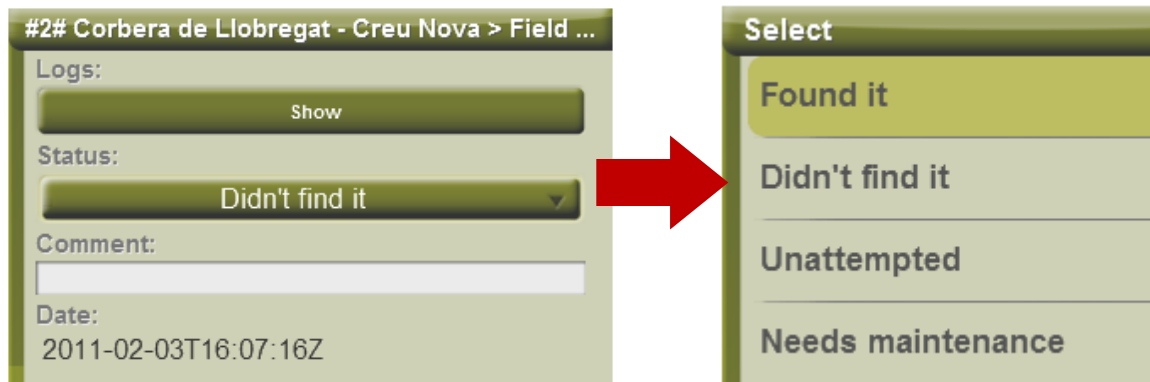 #2# Corbera de Llobregat - Creu Nova > Field ...
Logs:
Show
Status:
Didn't find it
Comment:
Date:
2011-02-03T16:07:16Z
Select
Found it
Didn't find it
Unattempted
Needs maintenance